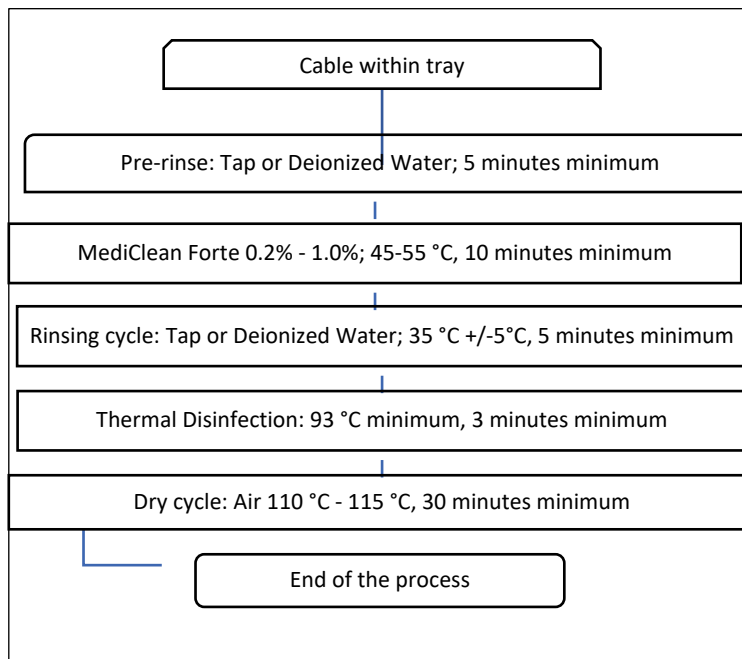 Cable within tray
Pre-rinse: Tap or Deionized Water; 5 minutes minimum
MediClean Forte 0.2% - 1.0%; 45-55 °C, 10 minutes minimum
Rinsing cycle: Tap or Deionized Water; 35 °C +/-5°C, 5 minutes minimum
Thermal Disinfection: 93 °C minimum, 3 minutes minimum
Dry cycle: Air 110 °C - 115 °C, 30 minutes minimum
End of the process